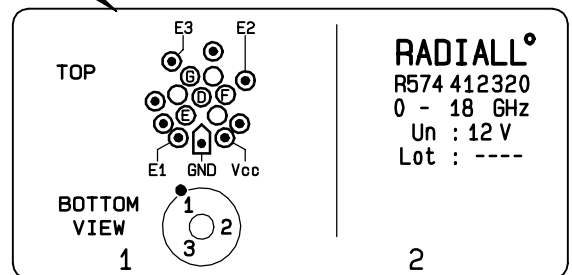 E3 E2
TOP
G
D F
E
E1 GND Vcc
BOTTOM
VIEW
1
2
3
1
RADIALL°
R574 412320
0 - 18 GHz
Un : 12 V
Lot : ----
2